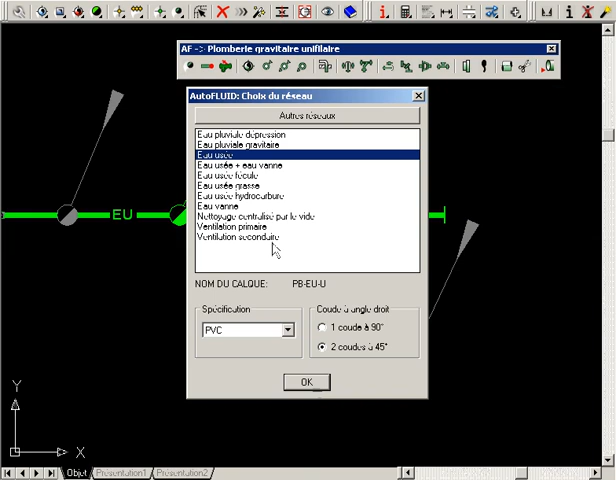 AF -> Plomberie gravitaire unifilaire
AutoFLUID: Choix du réseau
Autres réseaux
Eau pluviale dépression
Eau pluviale gravitaire
Eau usée
Eau usée + eau vanne
Eau usée fécule
Eau usée grasse
Eau usée hydrocarbure
Eau vanne
Nettoyage centralisé par le vide
Ventilation primaire
Ventilation secondaire
NOM DU CALQUE: PB-EU-U
Spécification
PVC
Coude à angle droit
1 coude à 90°
2 coudes à 45°
OK
EU
Y
X
Objet
Présentation1
Présentation2